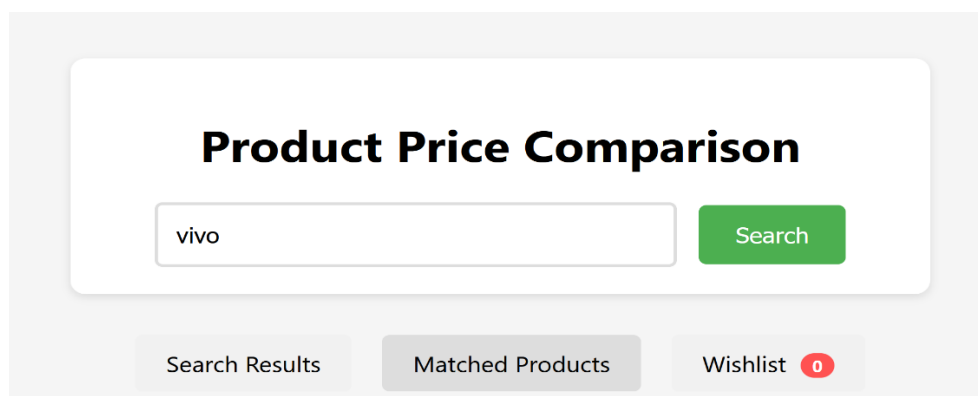 Product Price Comparison
vivo Search
Search Results Matched Products Wishlist 0